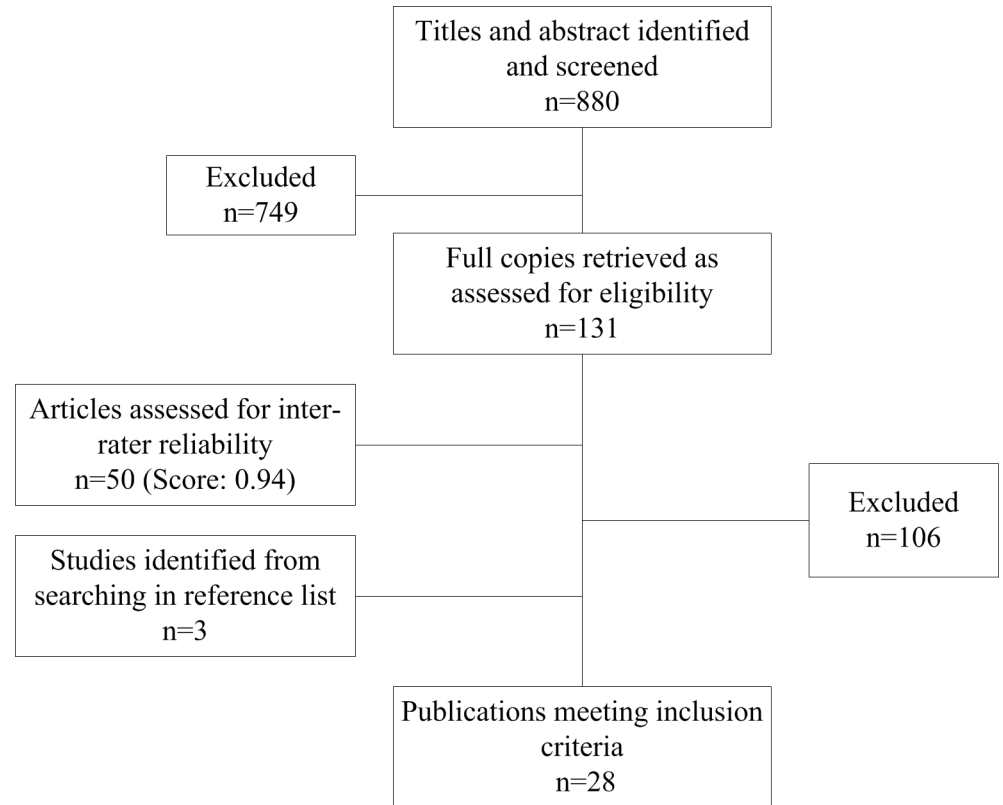 Titles and abstract identified
and screened
n=880
Excluded
n=749
Full copies retrieved as
assessed for eligibility
n=131
Articles assessed for inter-
rater reliability
n=50 (Score: 0.94)
Excluded
n=106
Studies identified from
searching in reference list
n=3
Publications meeting inclusion
criteria
n=28